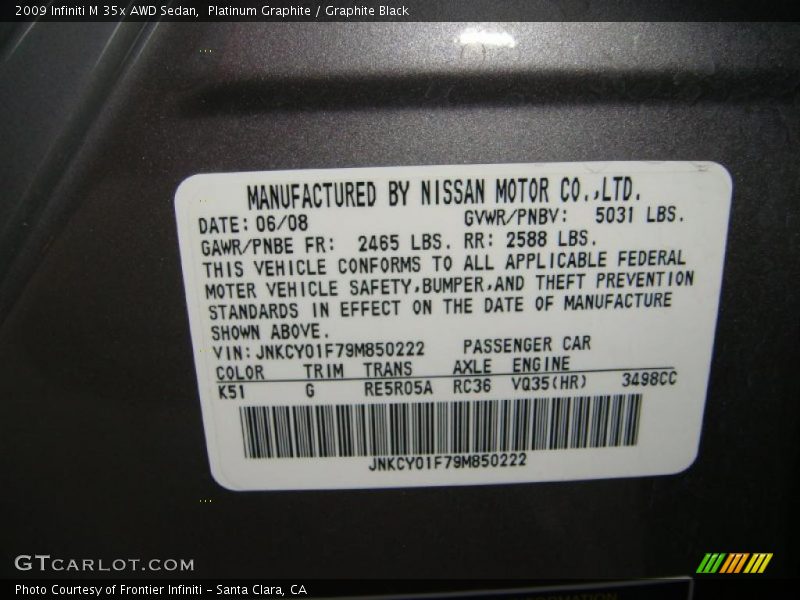 2009 Infiniti M 35x AWD Sedan, Platinum Graphite / Graphite Black
MANUFACTURED BY NISSAN MOTOR CO.,LTD.
DATE: 06/08 GVWR/PNBV: 5031 LBS.
GAWR/PNBE FR: 2465 LBS. RR: 2588 LBS.
THIS VEHICLE CONFORMS TO ALL APPLICABLE FEDERAL
MOTER VEHICLE SAFETY,BUMPER,AND THEFT PREVENTION
STANDARDS IN EFFECT ON THE DATE OF MANUFACTURE
SHOWN ABOVE.
VIN: JNKCY01F79M850222 PASSENGER CAR
COLOR TRIM TRANS AXLE ENGINE
K51 G RE5R05A RC36 VQ35(HR) 3498CC
JNKCY01F79M850222
GTCARLOT.COM
Photo Courtesy of Frontier Infiniti - Santa Clara, CA